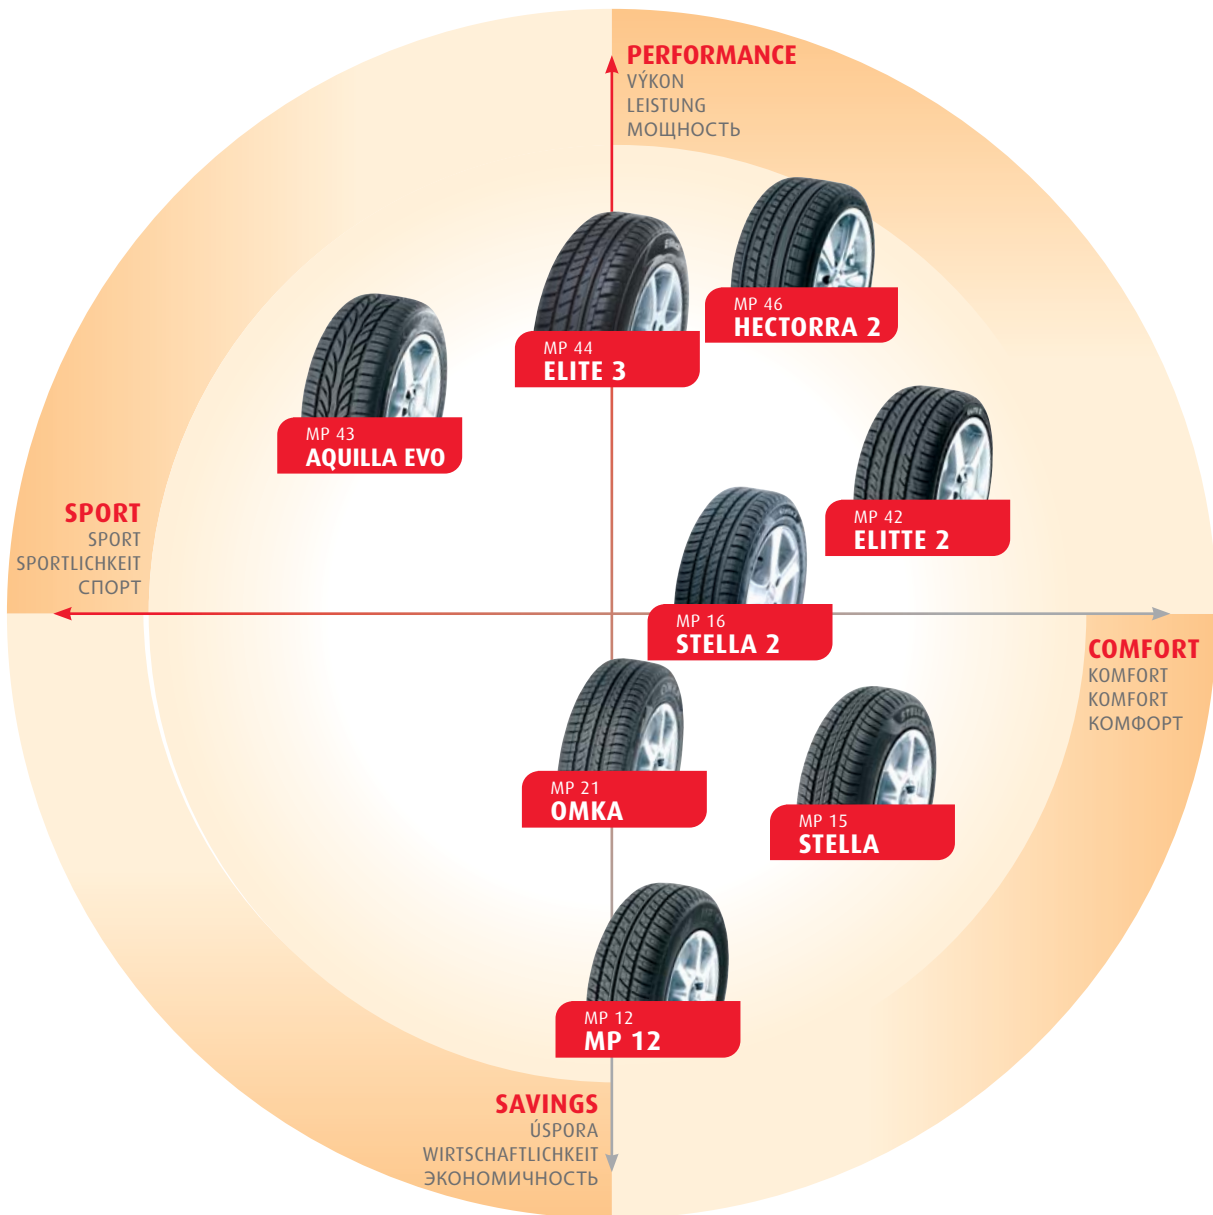 PERFORMANCE
VÝKON
LEISTUNG
МОЩНОСТЬ
MP 46
HECTORRA 2
MP 44
ELITE 3
MP 43
AQUILLA EVO
MP 42
ELITTE 2
SPORT
SPORT
SPORTLICHKEIT
СПОРТ
MP 16
STELLA 2
COMFORT
KOMFORT
KOMFORT
КОМФОРТ
MP 21
OMKA
MP 15
STELLA
MP 12
MP 12
SAVINGS
ÚSPORA
WIRTSCHAFTLICHKEIT
ЭКОНОМИЧНОСТЬ